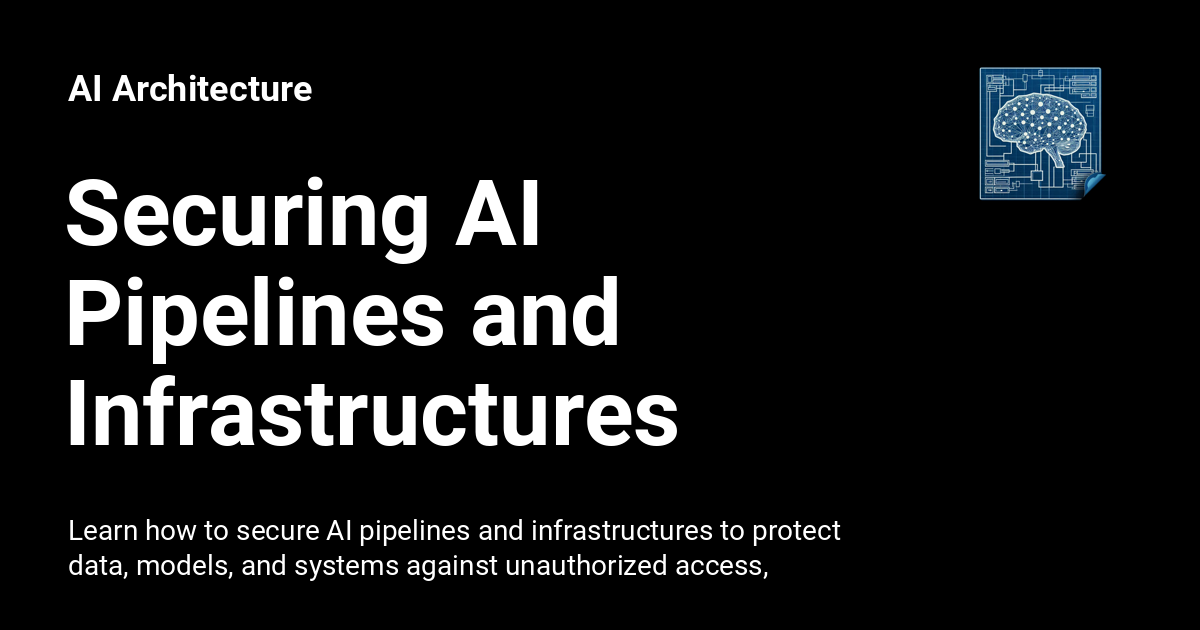 AI Architecture
Securing AI
Pipelines and
Infrastructures
Learn how to secure AI pipelines and infrastructures to protect
data, models, and systems against unauthorized access,